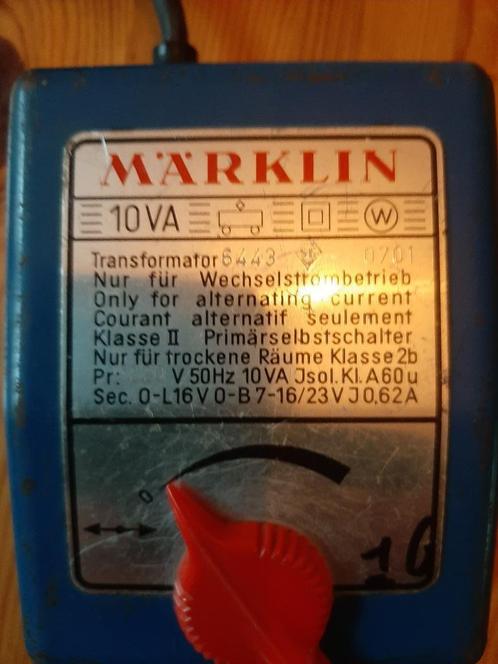 MÄRKLIN
10VA W
Transformator 6443 0701
Nur für Wechselstrombetrieb
Only for alternating current
Courant alternatif seulement
Klasse II Primärselbstschalter
Nur für trockene Räume Klasse 2b
Pr: V 50Hz 10VA Jsol.Kl.A60u
Sec. 0-L16V 0-B7-16/23V J0,62A
0